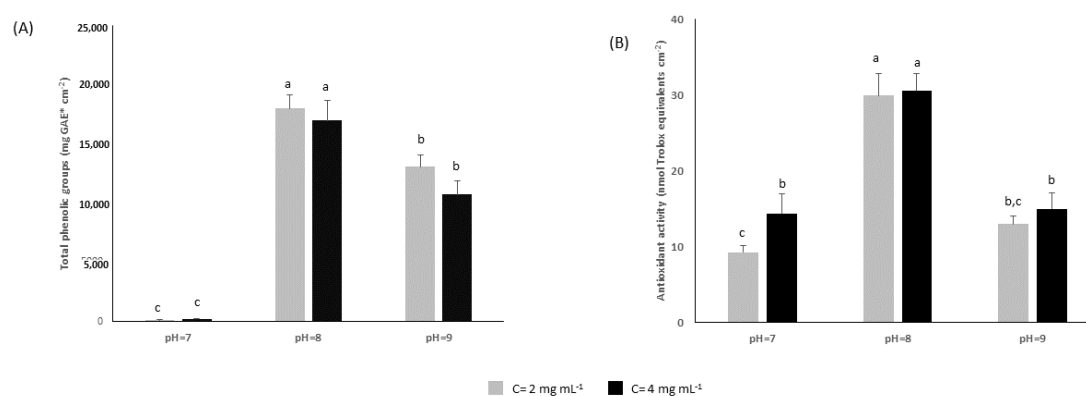 (A)
Total phenolic groups (mg GAE* cm⁻²)
25,000
20,000
15,000
10,000
5,000
0
c
c
a
a
b
b
pH=7
pH=8
pH=9
(B)
Antioxidant activity (nmol Trolox equivalents cm⁻²)
40
30
20
10
0
c
b
a
a
b,c
b
pH=7
pH=8
pH=9
C= 2 mg mL⁻¹
C= 4 mg mL⁻¹